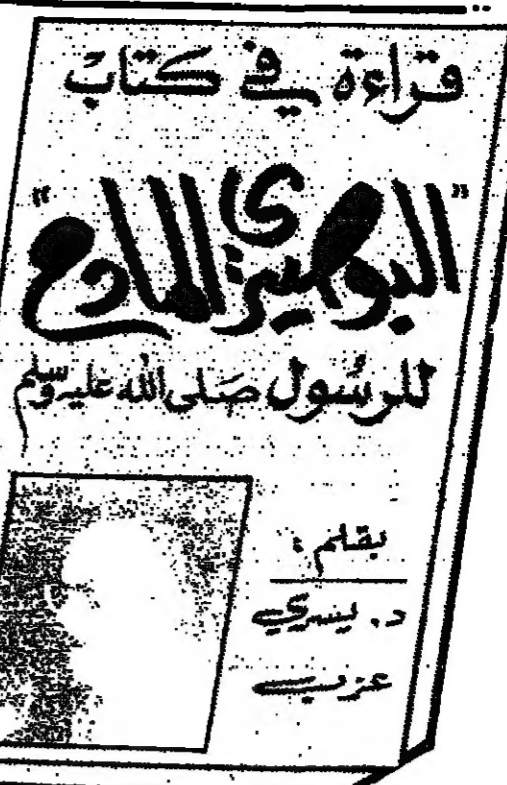 قراءة في كتاب
"البوصيري المادح"
للرسول صلى الله عليه وسلم
بقلم :
د. يسري
عزب